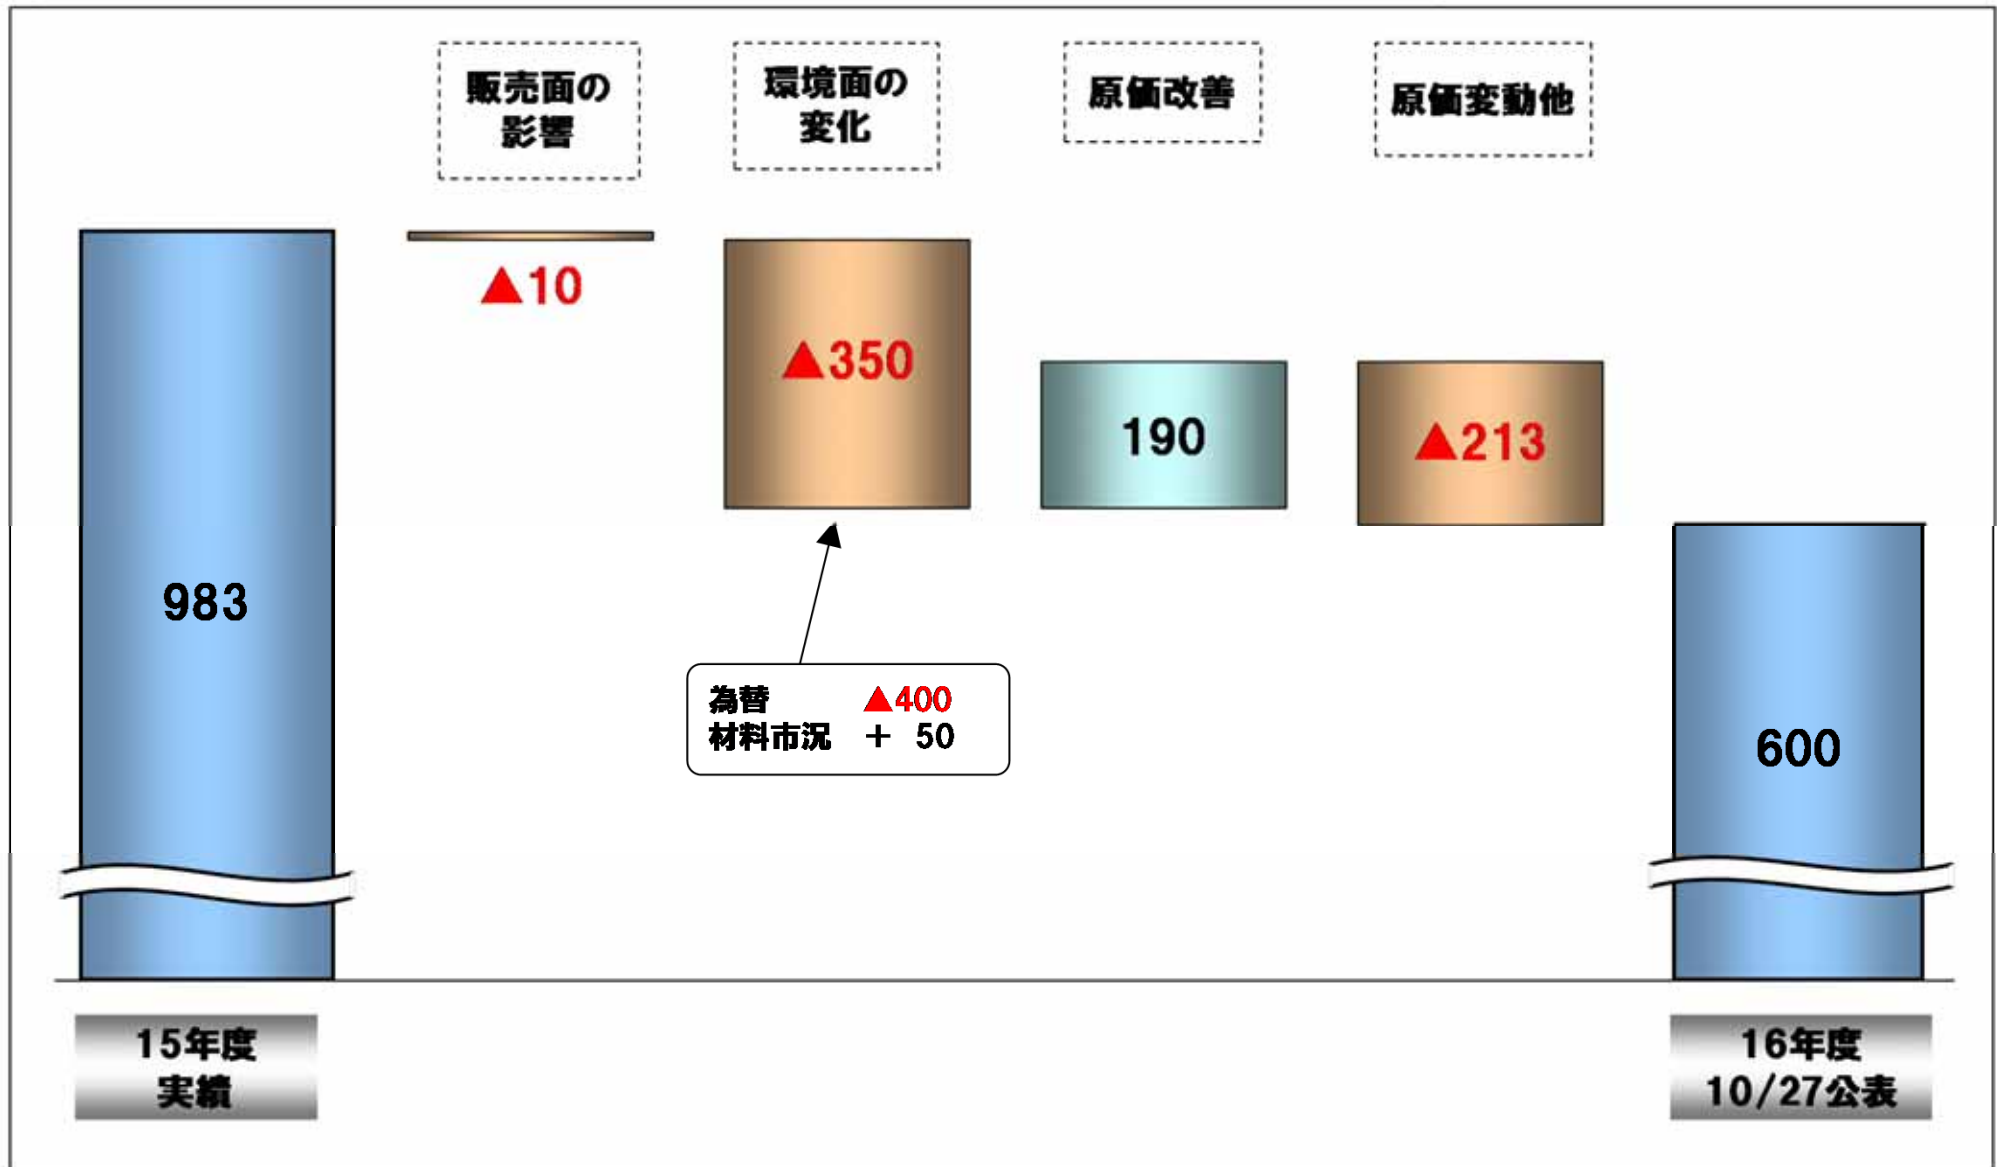 販売面の
影響
環境面の
変化
原価改善
原価変動他
▲10
▲350
190
▲213
983
為替 ▲400
材料市況 + 50
600
15年度
実績
16年度
10/27公表